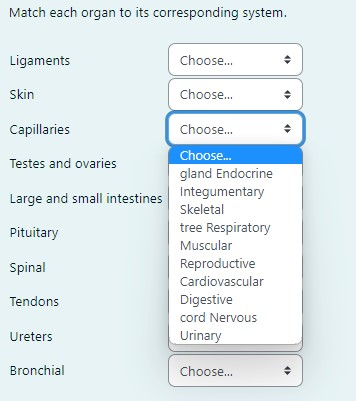 Match each organ to its corresponding system.
Ligaments Choose...
Skin Choose...
Capillaries Choose...
Choose...
Testes and ovaries
gland Endocrine
Integumentary
Large and small intestines
Skeletal
tree Respiratory
Pituitary
Muscular
Reproductive
Spinal
Cardiovascular
Digestive
Tendons
cord Nervous
Ureters
Urinary
Bronchial Choose...